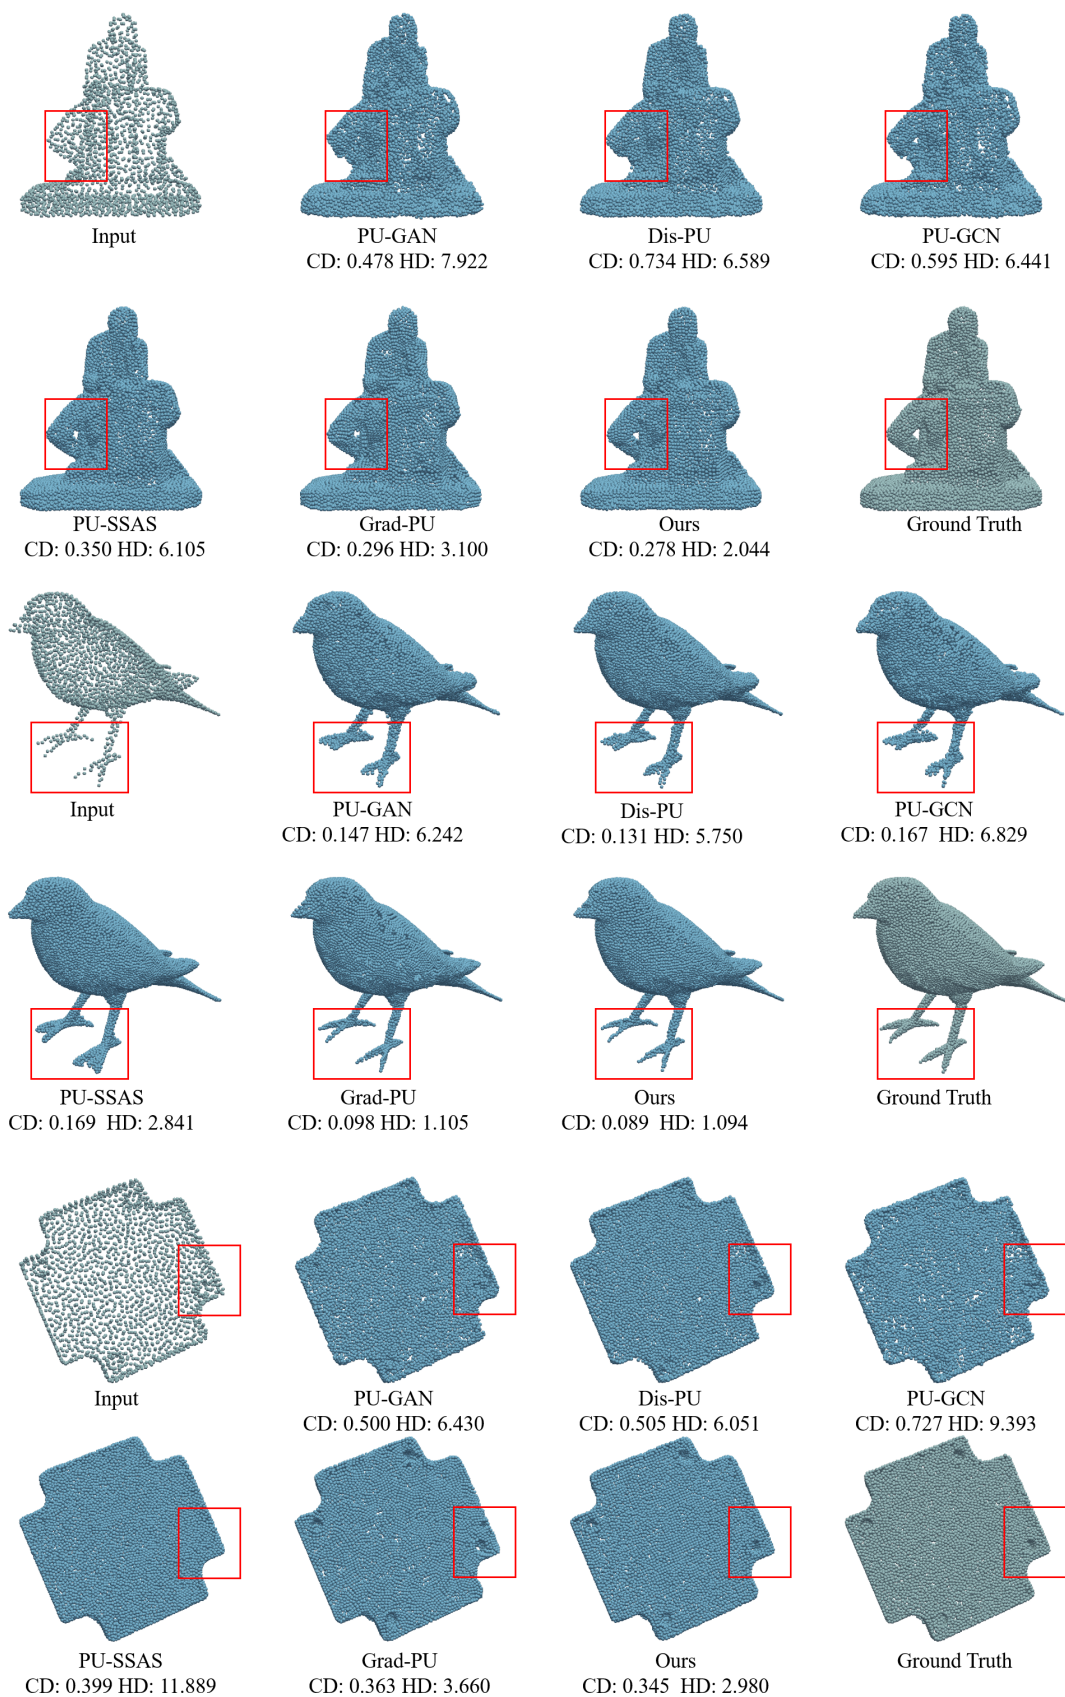 Input
PU-GAN
Dis-PU
PU-GCN
CD: 0.478 HD: 7.922
CD: 0.734 HD: 6.589
CD: 0.595 HD: 6.441
PU-SSAS
Grad-PU
Ours
Ground Truth
CD: 0.350 HD: 6.105
CD: 0.296 HD: 3.100
CD: 0.278 HD: 2.044
Input
PU-GAN
Dis-PU
PU-GCN
CD: 0.147 HD: 6.242
CD: 0.131 HD: 5.750
CD: 0.167 HD: 6.829
PU-SSAS
Grad-PU
Ours
Ground Truth
CD: 0.169 HD: 2.841
CD: 0.098 HD: 1.105
CD: 0.089 HD: 1.094
Input
PU-GAN
Dis-PU
PU-GCN
CD: 0.500 HD: 6.430
CD: 0.505 HD: 6.051
CD: 0.727 HD: 9.393
PU-SSAS
Grad-PU
Ours
Ground Truth
CD: 0.399 HD: 11.889
CD: 0.363 HD: 3.660
CD: 0.345 HD: 2.980